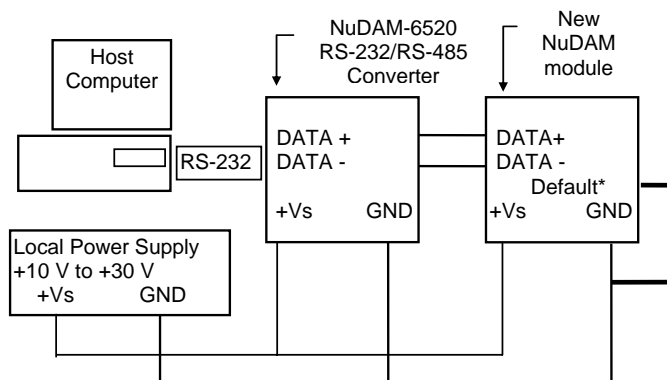 Host
Computer
NuDAM-6520
RS-232/RS-485
Converter
New
NuDAM
module
RS-232
DATA +
DATA -
+Vs GND
DATA+
DATA -
Default*
+Vs GND
Local Power Supply
+10 V to +30 V
+Vs GND